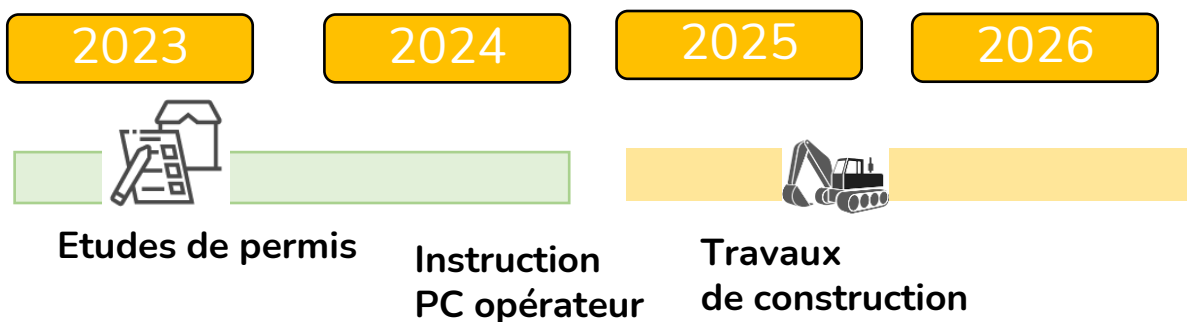 2023
2024
2025
2026
Etudes de permis
Instruction
PC opérateur
Travaux
de construction